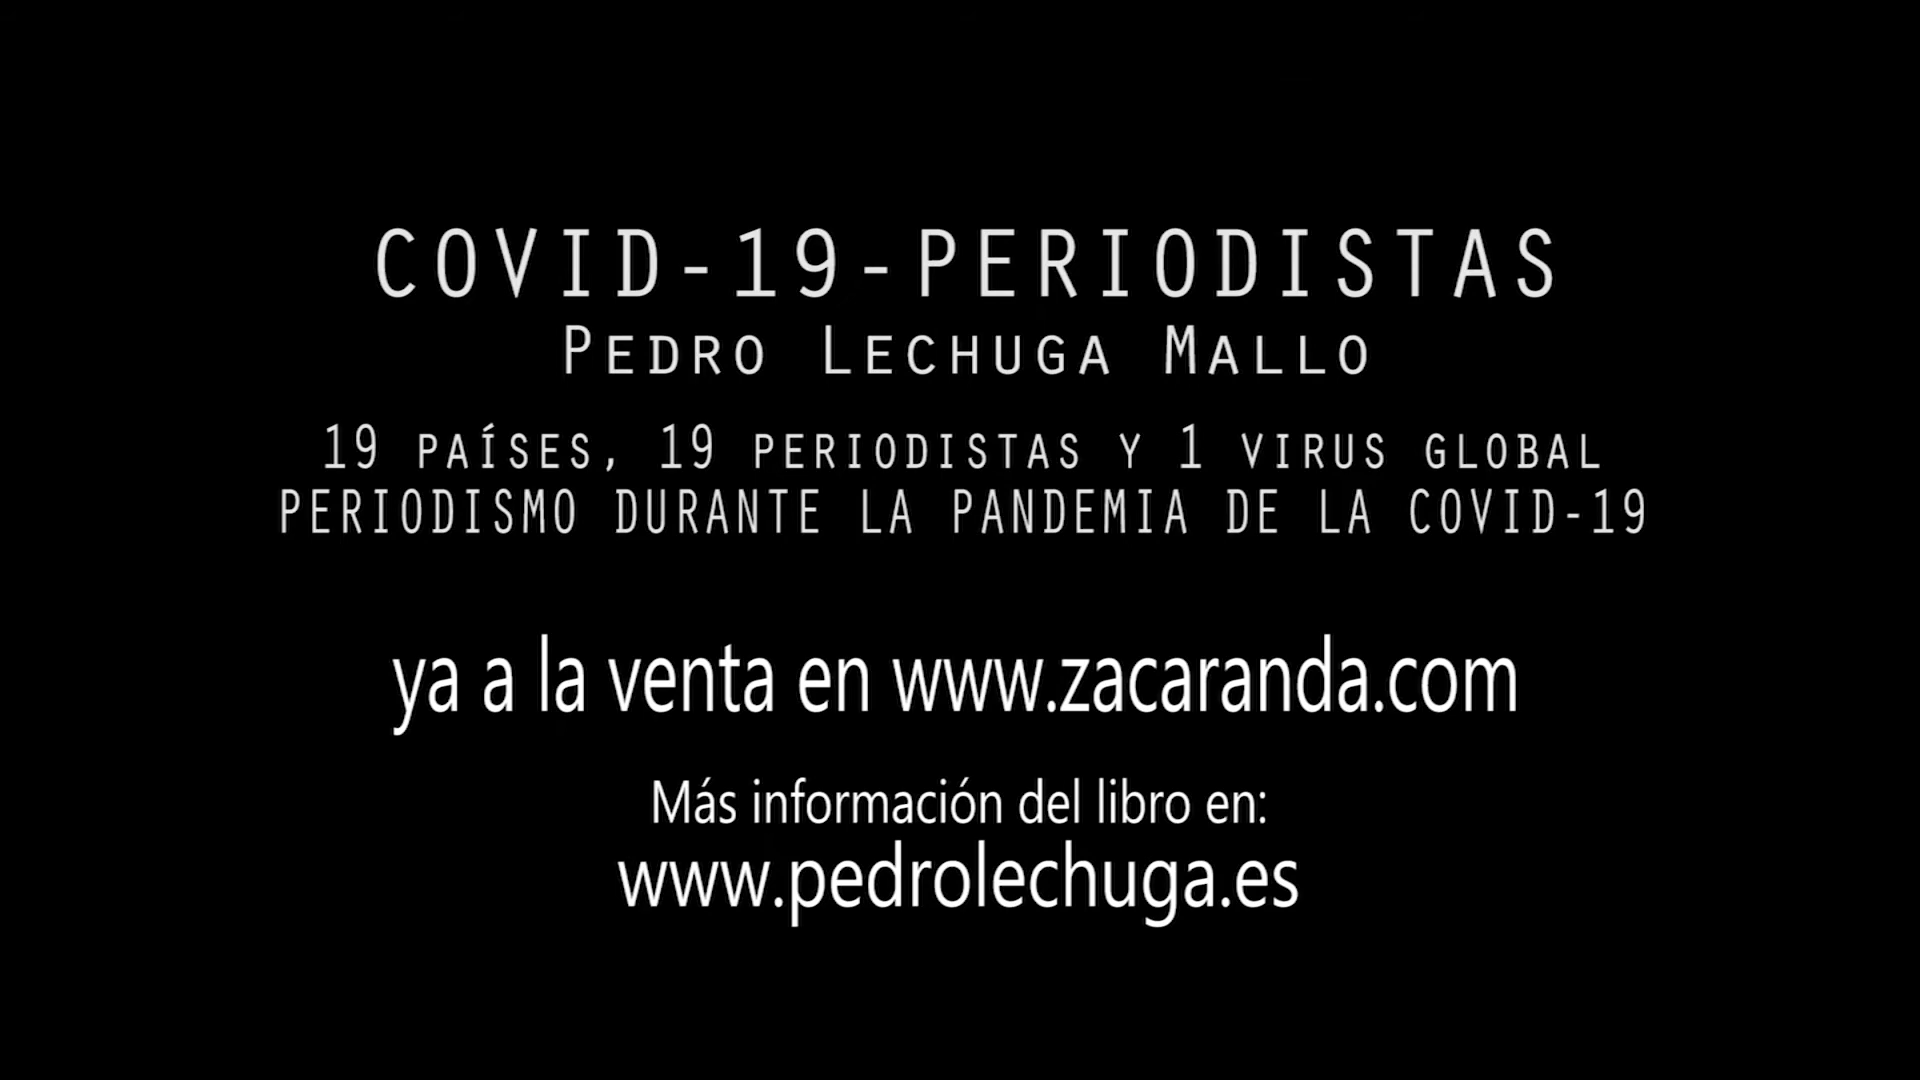 COVID-19-PERIODISTAS
PEDRO LECHUGA MALLO
19 PAÍSES, 19 PERIODISTAS Y 1 VIRUS GLOBAL
PERIODISMO DURANTE LA PANDEMIA DE LA COVID-19
ya a la venta en www.zacaranda.com
Más información del libro en:
www.pedrolechuga.es